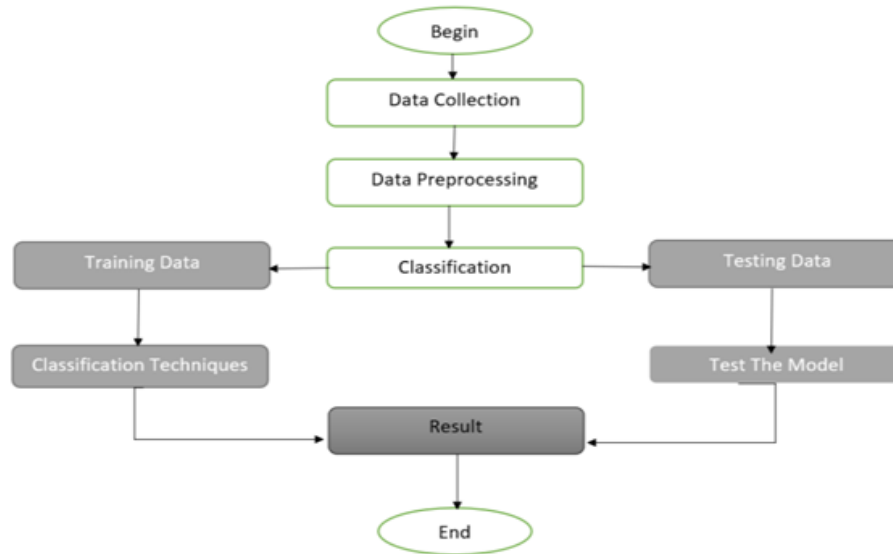 Begin
Data Collection
Data Preprocessing
Training Data
Classification
Testing Data
Classification Techniques
Test The Model
Result
End